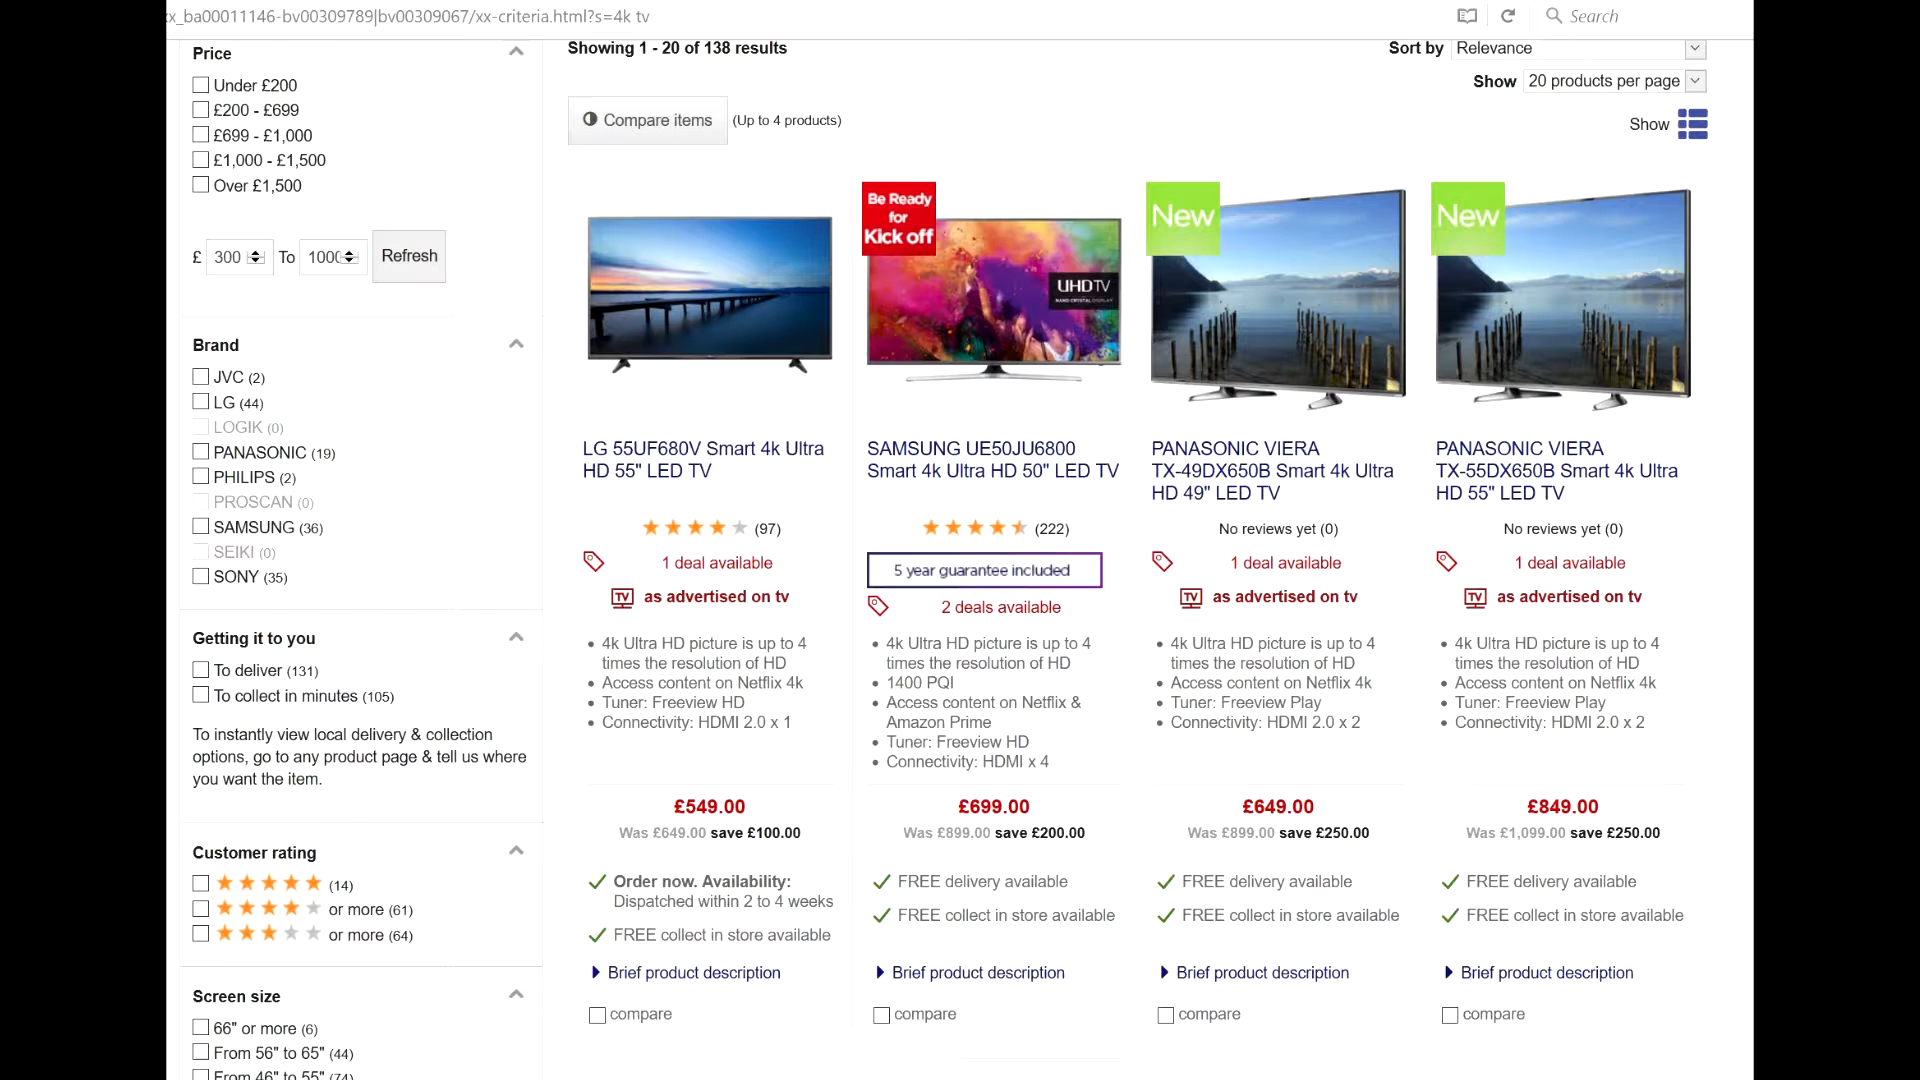 x_ba00011146-bv00309789|bv00309067/xx-criteria.html?s=4k tv
Search
Price
Under £200
£200 - £699
£699 - £1,000
£1,000 - £1,500
Over £1,500
£ 300 To 1000 Refresh
Brand
JVC (2)
LG (44)
LOGIK (0)
PANASONIC (19)
PHILIPS (2)
PROSCAN (0)
SAMSUNG (36)
SEIKI (0)
SONY (35)
Getting it to you
To deliver (131)
To collect in minutes (105)
To instantly view local delivery & collection
options, go to any product page & tell us where
you want the item.
Customer rating
(14)
or more (61)
or more (64)
Screen size
66" or more (6)
From 56" to 65" (44)
From 46" to 55" (74)
Showing 1 - 20 of 138 results
Sort by Relevance
Show 20 products per page
Compare items (Up to 4 products)
Show
LG 55UF680V Smart 4k Ultra
HD 55" LED TV
(97)
1 deal available
TV as advertised on tv
4k Ultra HD picture is up to 4
times the resolution of HD
Access content on Netflix 4k
Tuner: Freeview HD
Connectivity: HDMI 2.0 x 1
£549.00
Was £649.00 save £100.00
Order now. Availability:
Dispatched within 2 to 4 weeks
FREE collect in store available
Brief product description
compare
Be Ready
for
Kick off
UHDTV
NANO CRYSTAL DISPLAY
SAMSUNG UE50JU6800
Smart 4k Ultra HD 50" LED TV
(222)
5 year guarantee included
2 deals available
4k Ultra HD picture is up to 4
times the resolution of HD
1400 PQI
Access content on Netflix &
Amazon Prime
Tuner: Freeview HD
Connectivity: HDMI x 4
£699.00
Was £899.00 save £200.00
FREE delivery available
FREE collect in store available
Brief product description
compare
New
PANASONIC VIERA
TX-49DX650B Smart 4k Ultra
HD 49" LED TV
No reviews yet (0)
1 deal available
TV as advertised on tv
4k Ultra HD picture is up to 4
times the resolution of HD
Access content on Netflix 4k
Tuner: Freeview Play
Connectivity: HDMI 2.0 x 2
£649.00
Was £899.00 save £250.00
FREE delivery available
FREE collect in store available
Brief product description
compare
New
PANASONIC VIERA
TX-55DX650B Smart 4k Ultra
HD 55" LED TV
No reviews yet (0)
1 deal available
TV as advertised on tv
4k Ultra HD picture is up to 4
times the resolution of HD
Access content on Netflix 4k
Tuner: Freeview Play
Connectivity: HDMI 2.0 x 2
£849.00
Was £1,099.00 save £250.00
FREE delivery available
FREE collect in store available
Brief product description
compare